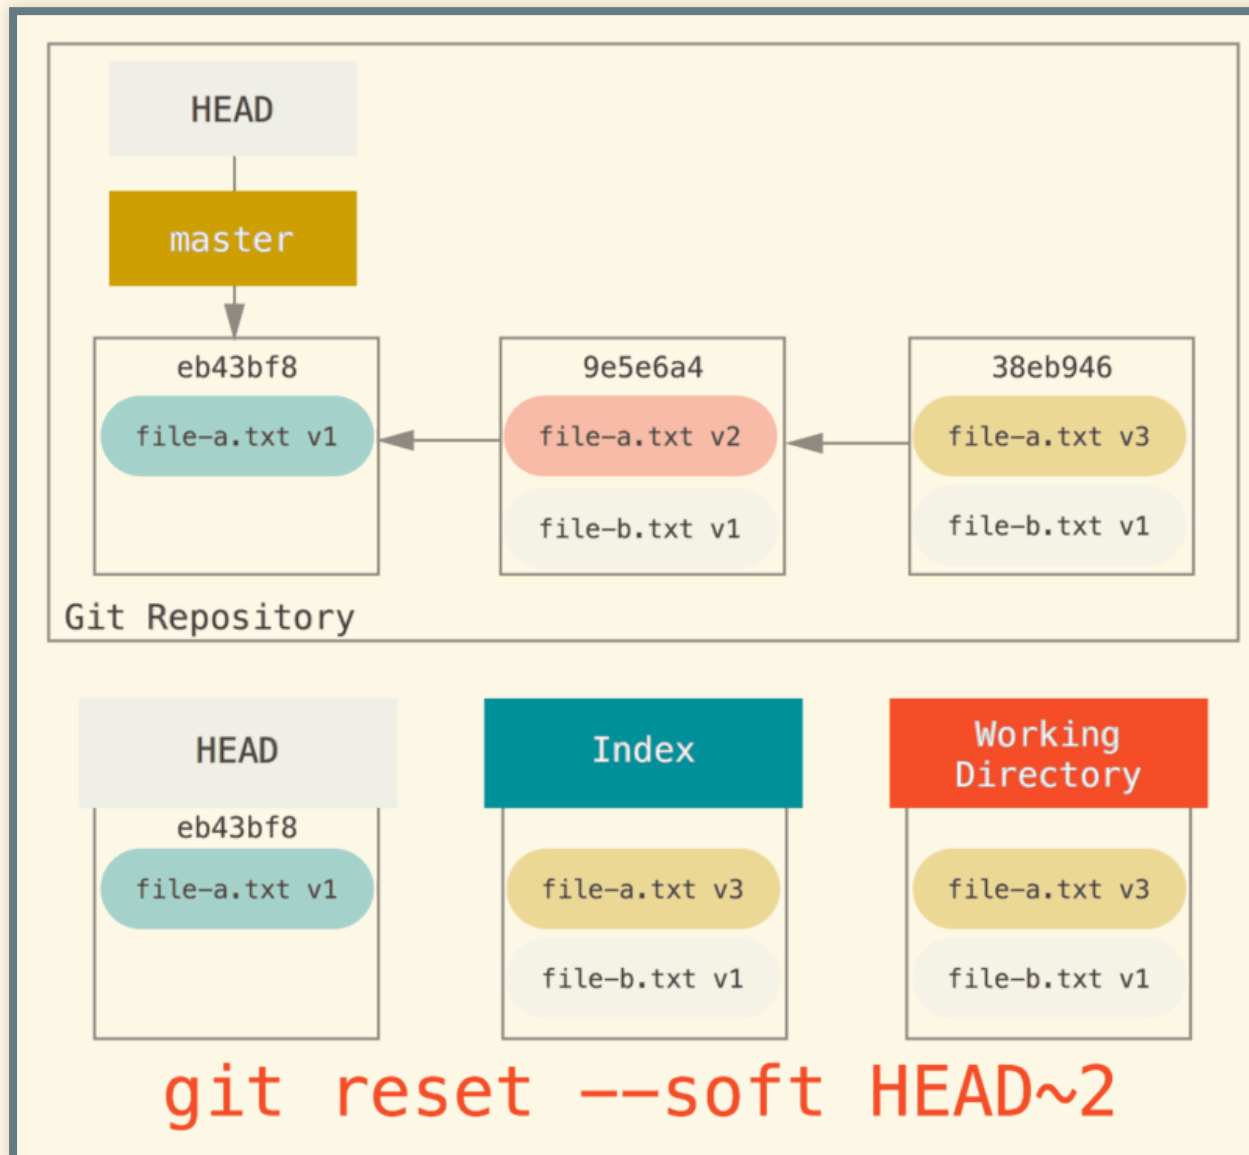 HEAD
master
eb43bf8
9e5e6a4
38eb946
file-a.txt v1
file-a.txt v2
file-a.txt v3
file-b.txt v1
file-b.txt v1
Git Repository
HEAD
Index
Working
Directory
eb43bf8
file-a.txt v1
file-a.txt v3
file-a.txt v3
file-b.txt v1
file-b.txt v1
git reset --soft HEAD~2